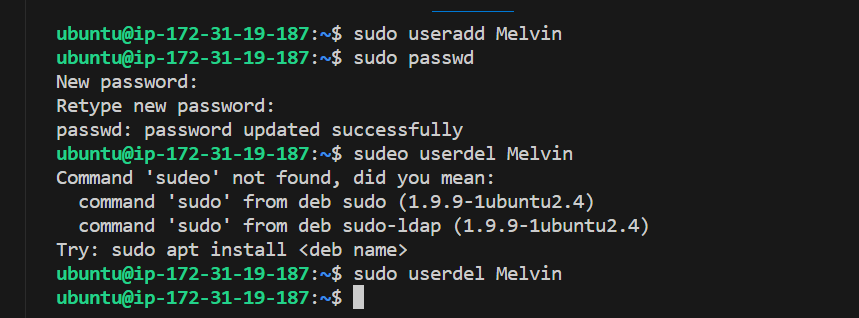 ubuntu@ip-172-31-19-187:~$ sudo useradd Melvin
ubuntu@ip-172-31-19-187:~$ sudo passwd
New password:
Retype new password:
passwd: password updated successfully
ubuntu@ip-172-31-19-187:~$ sudeo userdel Melvin
Command 'sudeo' not found, did you mean:
  command 'sudo' from deb sudo (1.9.9-1ubuntu2.4)
  command 'sudo' from deb sudo-ldap (1.9.9-1ubuntu2.4)
Try: sudo apt install <deb name>
ubuntu@ip-172-31-19-187:~$ sudo userdel Melvin
ubuntu@ip-172-31-19-187:~$